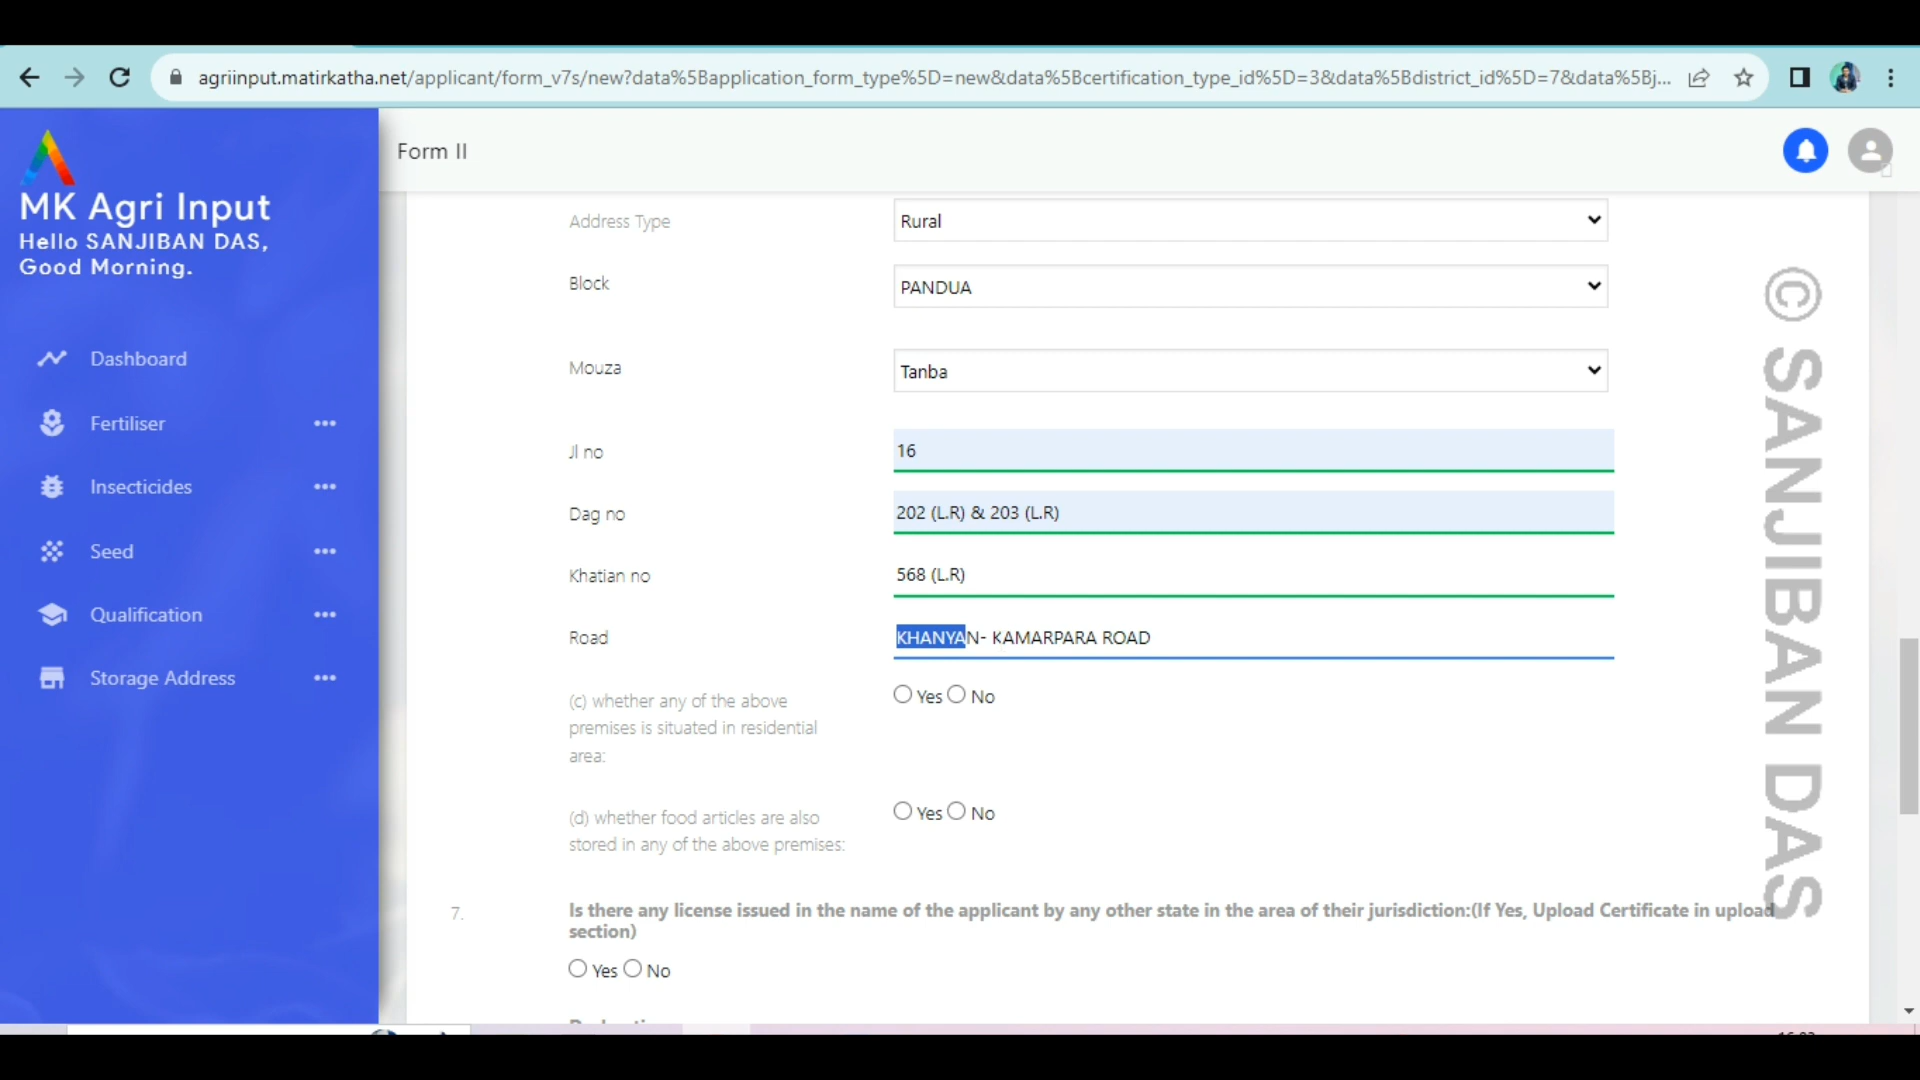 agriinput.matirkatha.net/applicant/form_v7s/new?data%5Bapplication_form_type%5D=new&data%5Bcertification_type_id%5D=3&data%5Bdistrict_id%5D=7&data%5Bj...
MK Agri Input
Hello SANJIBAN DAS,
Good Morning.
Dashboard
Fertiliser
Insecticides
Seed
Qualification
Storage Address
Form II
Address Type
Rural
Block
PANDUA
Mouza
Tanba
Jl no
16
Dag no
202 (L.R) & 203 (L.R)
Khatian no
568 (L.R)
Road
KHANYAN- KAMARPARA ROAD
(c) whether any of the above
premises is situated in residential
area:
Yes No
(d) whether food articles are also
stored in any of the above premises:
Yes No
7.
Is there any license issued in the name of the applicant by any other state in the area of their jurisdiction:(If Yes, Upload Certificate in upload
section)
Yes No
© SANJIBAN DAS